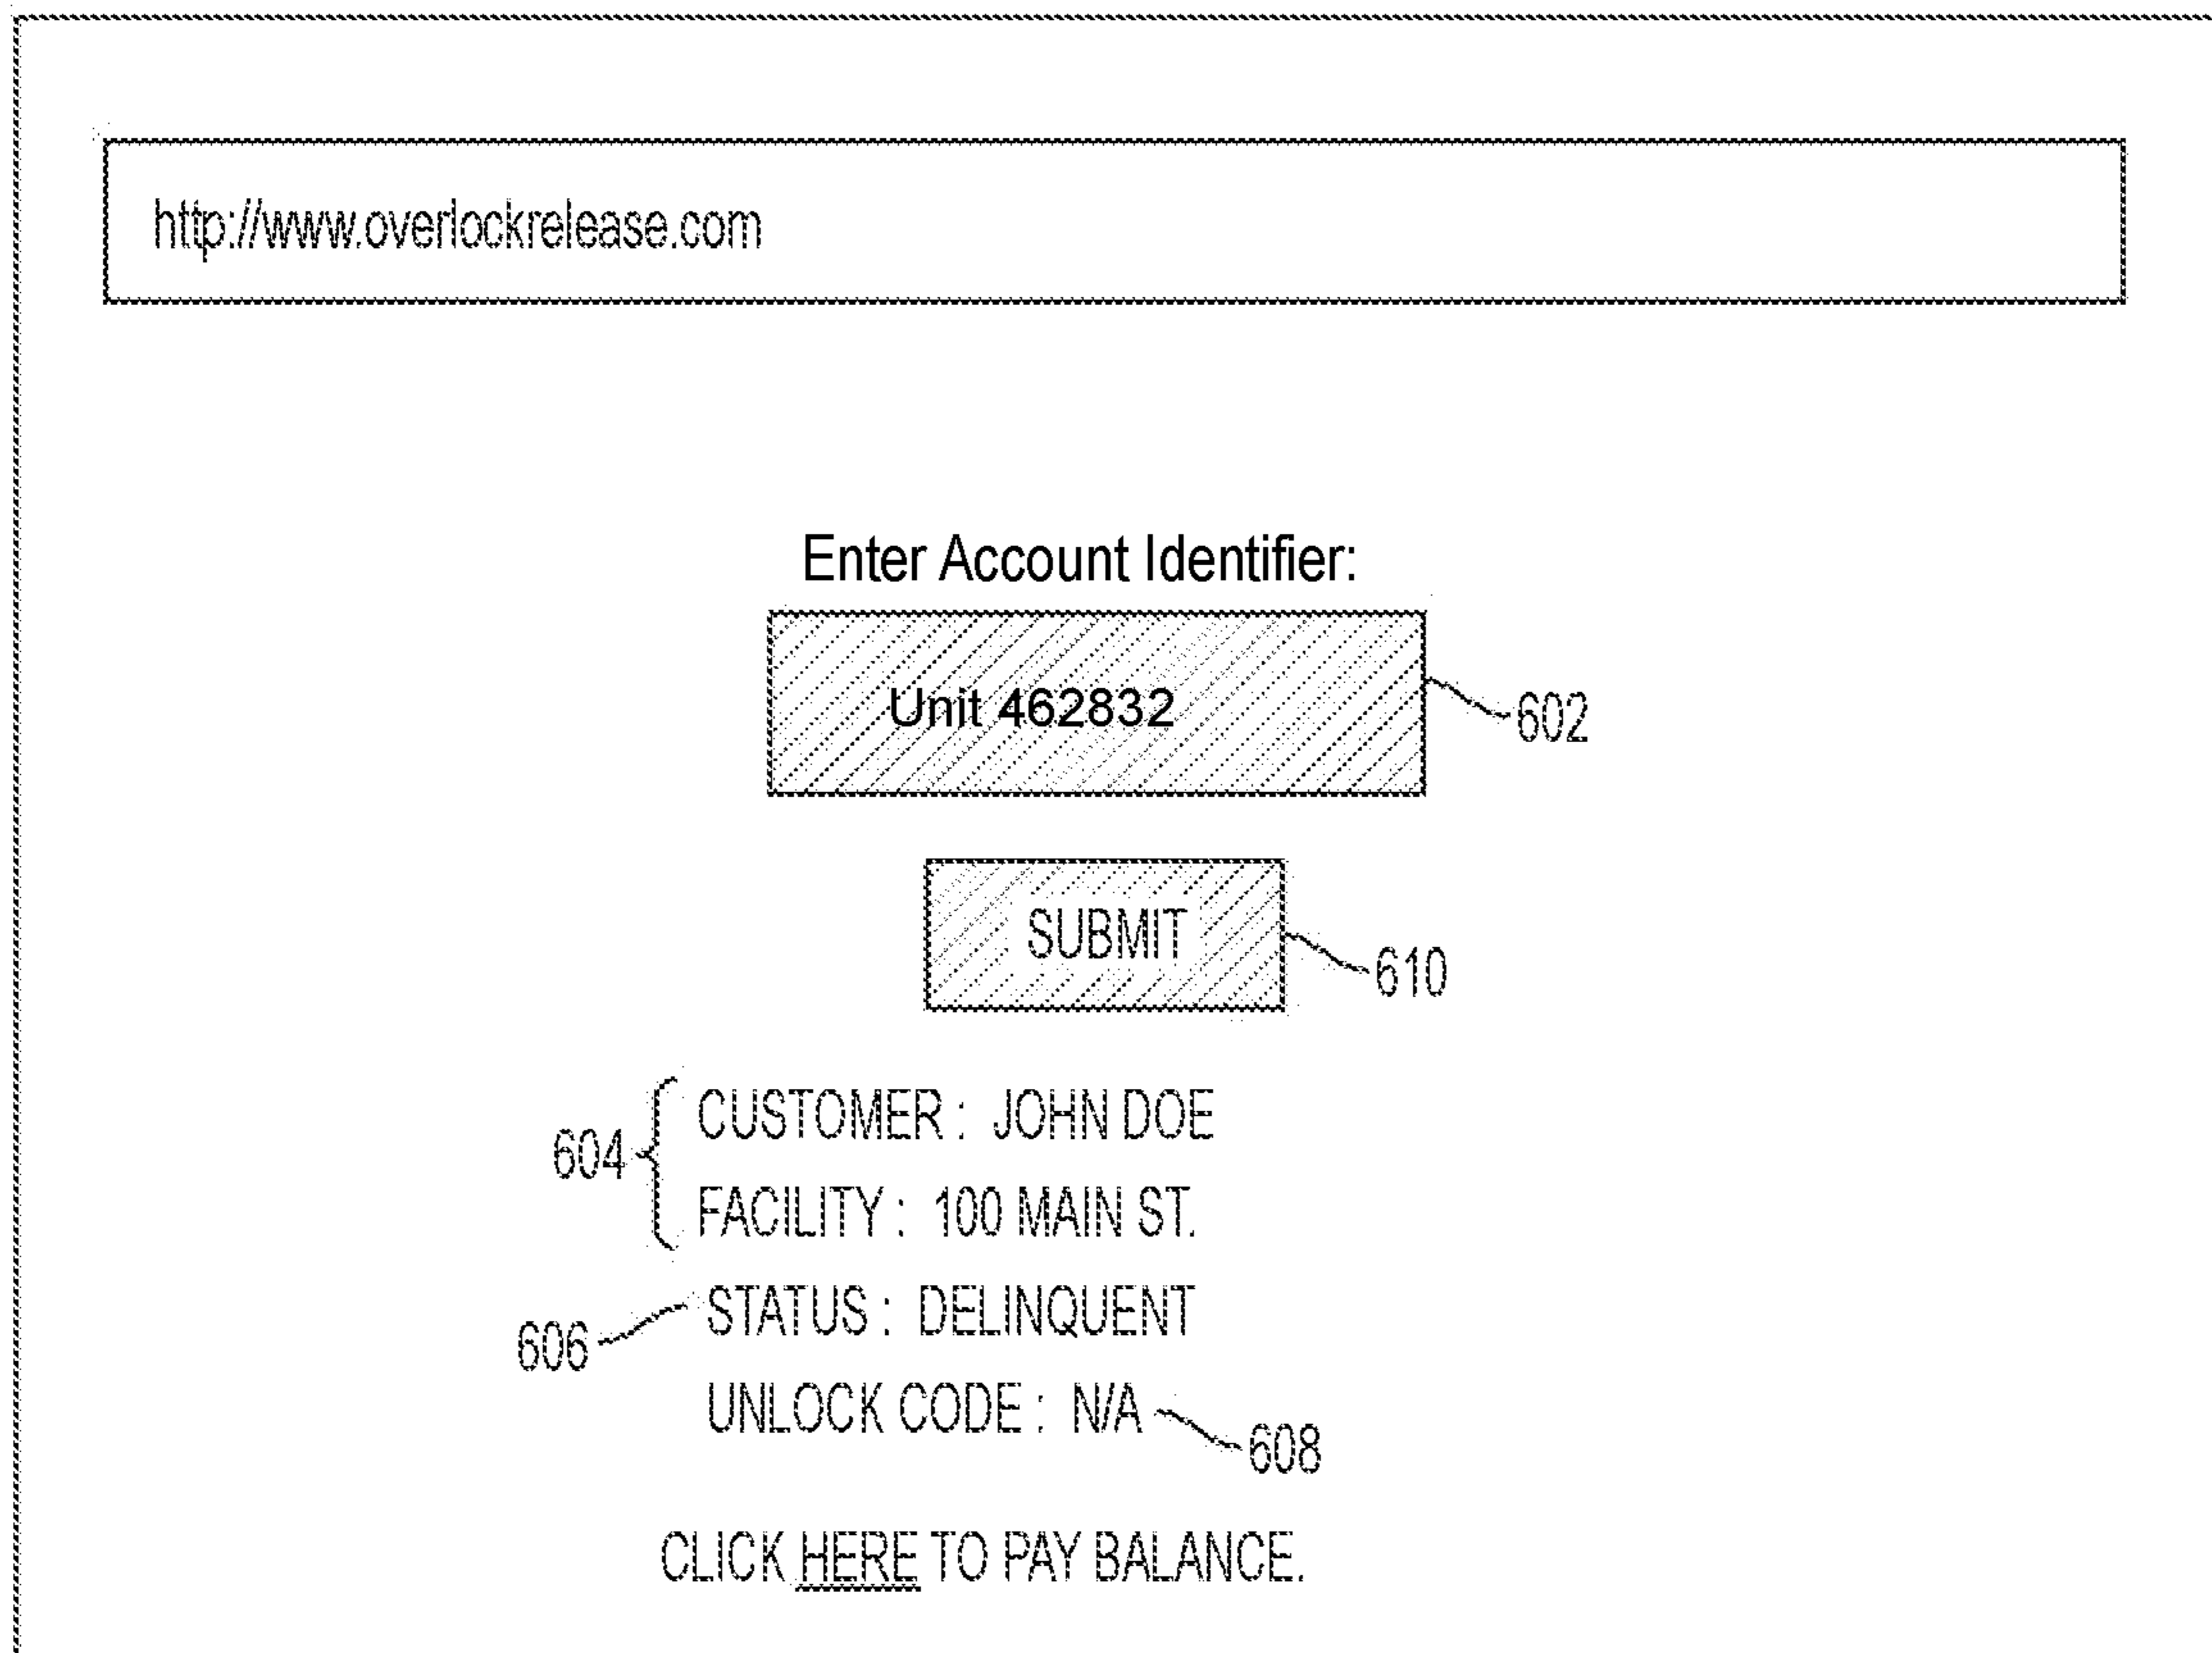 http://www.overlockrelease.com
Enter Account Identifier:
Unit 462832
602
SUBMIT
610
604
CUSTOMER : JOHN DOE
FACILITY : 100 MAIN ST.
606
STATUS : DELINQUENT
UNLOCK CODE : N/A
608
CLICK HERE TO PAY BALANCE.